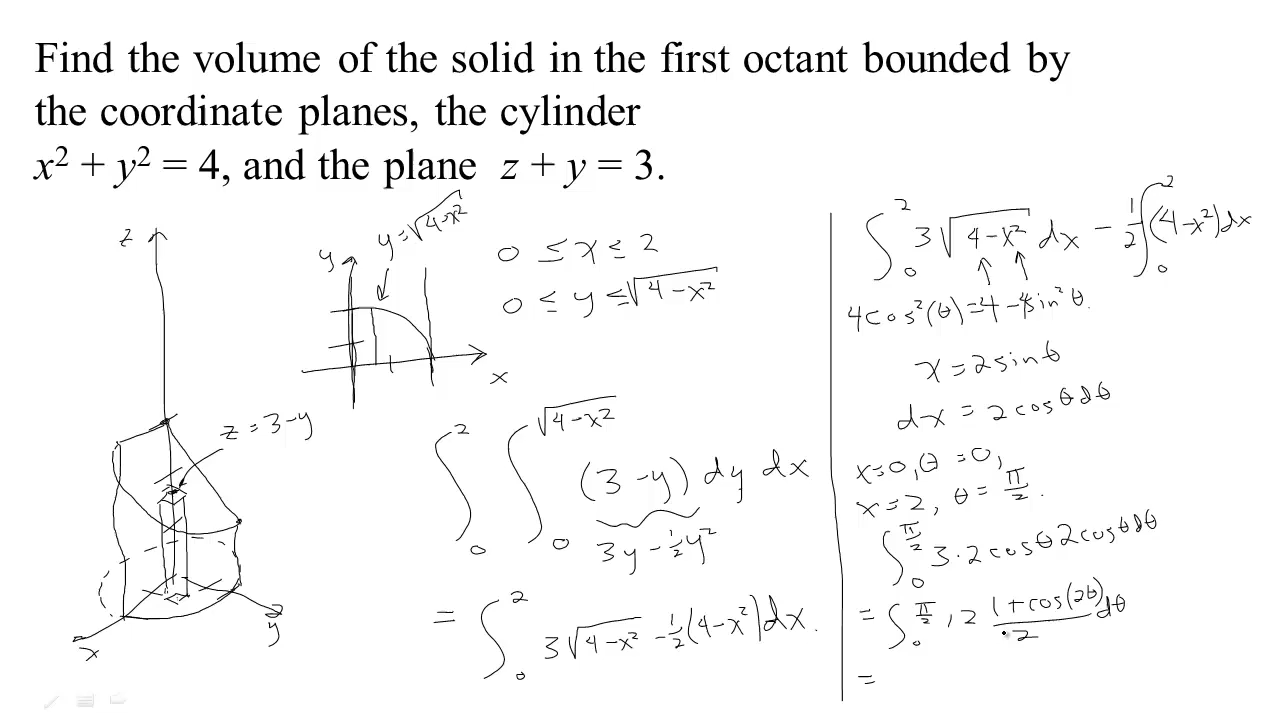 Find the volume of the solid in the first octant bounded by
the coordinate planes, the cylinder
x² + y² = 4, and the plane z + y = 3.
z
z = 3-y
x
y
y
y = √(4-x²)
x
0 ≤ x ≤ 2
0 ≤ y ≤ √(4-x²)
∫₀² ∫₀^√(4-x²) (3-y) dy dx
3y - ½y²
= ∫₀² 3√(4-x²) - ½(4-x²) dx.
∫₀² 3√(4-x²) dx - ½∫₀² (4-x²) dx
4cos²(θ) = 4 - 4sin²θ.
x = 2sinθ
dx = 2cosθ dθ
x=0, θ=0,
x=2, θ=π/2.
∫₀^(π/2) 3·2cosθ 2cosθ dθ
= ∫₀^(π/2) 12 (1+cos(2θ))/2 dθ
=